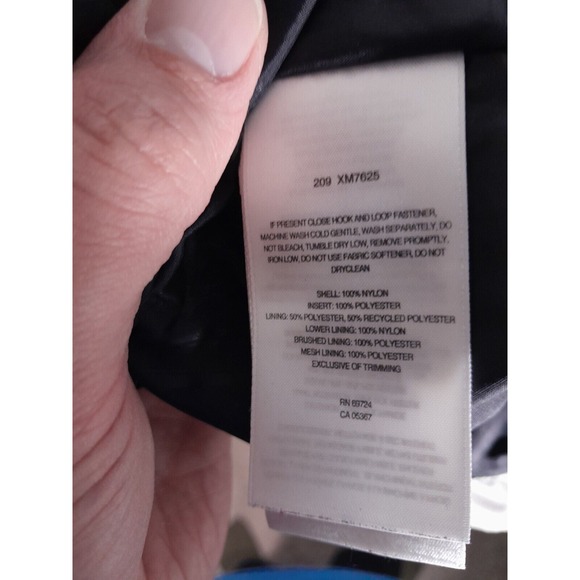 209 XM7625
IF PRESENT CLOSE HOOK AND LOOP FASTENER,
MACHINE WASH COLD GENTLE, WASH SEPARATELY, DO
NOT BLEACH, TUMBLE DRY LOW, REMOVE PROMPTLY,
IRON LOW, DO NOT USE FABRIC SOFTENER, DO NOT
DRYCLEAN
SHELL: 100% NYLON
INSERT: 100% POLYESTER
LINING: 50% POLYESTER, 50% RECYCLED POLYESTER
LOWER LINING: 100% NYLON
BRUSHED LINING: 100% POLYESTER
MESH LINING: 100% POLYESTER
EXCLUSIVE OF TRIMMING
RN 69724
CA 05367